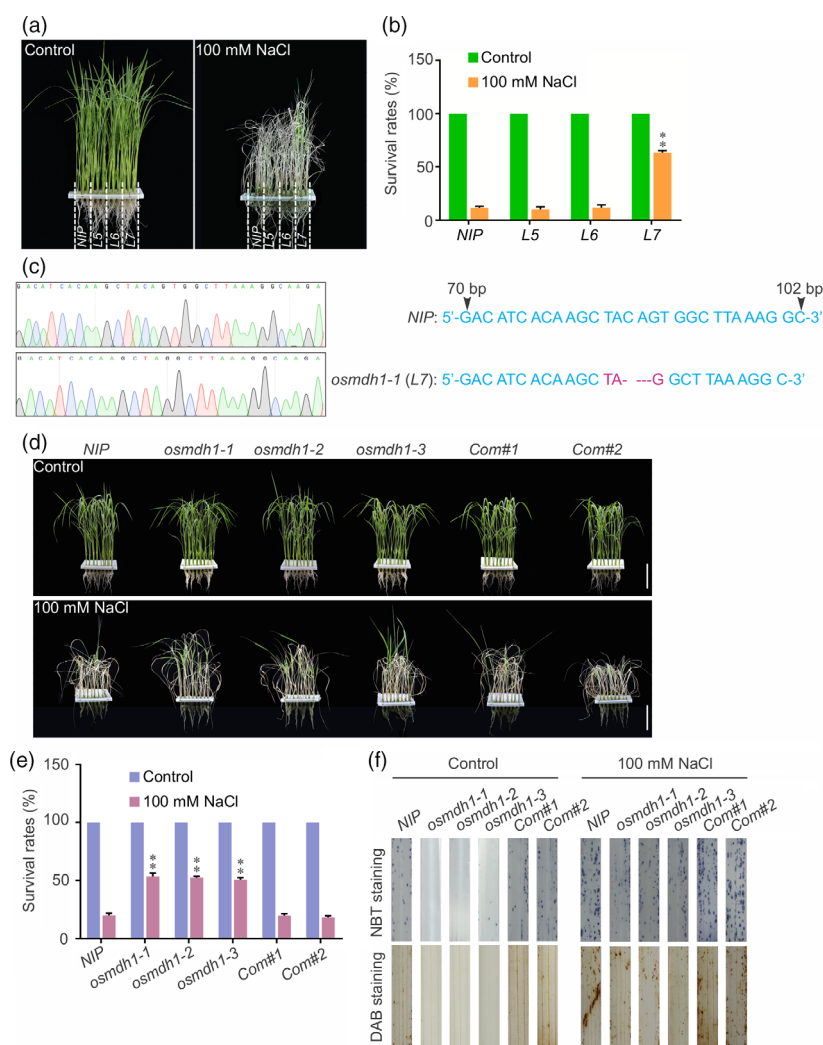 (a)
Control
100 mM NaCl
NIP
L5
L6
L7
NIP
L5
L6
L7
(b)
Survival rates (%)
150
100
50
0
Control
100 mM NaCl
**
NIP
L5
L6
L7
(c)
GACATCACAAGCTACAGTGGCTTAAAGGCAAGA
GACATCACAAGCTAGGCTTAAAGGCAAGA
70 bp
102 bp
NIP: 5'-GAC ATC ACA AGC TAC AGT GGC TTA AAG GC-3'
osmdh1-1 (L7): 5'-GAC ATC ACA AGC TA- ---G GCT TAA AGG C-3'
(d)
NIP osmdh1-1 osmdh1-2 osmdh1-3 Com#1 Com#2
Control
100 mM NaCl
(e)
Survival rates (%)
150
100
50
0
Control
100 mM NaCl
** ** **
NIP
osmdh1-1
osmdh1-2
osmdh1-3
Com#1
Com#2
(f)
Control
100 mM NaCl
NIP
osmdh1-1
osmdh1-2
osmdh1-3
Com#1
Com#2
NIP
osmdh1-1
osmdh1-2
osmdh1-3
Com#1
Com#2
NBT staining
DAB staining